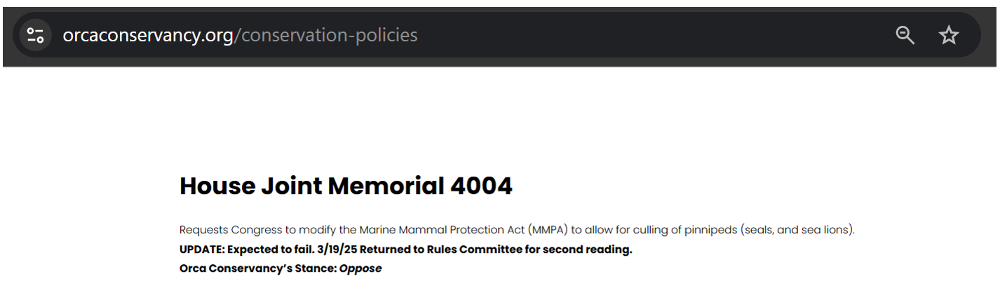 orcaconservancy.org/conservation-policies
House Joint Memorial 4004
Requests Congress to modify the Marine Mammal Protection Act (MMPA) to allow for culling of pinnipeds (seals, and sea lions).
UPDATE: Expected to fail. 3/19/25 Returned to Rules Committee for second reading.
Orca Conservancy’s Stance: Oppose